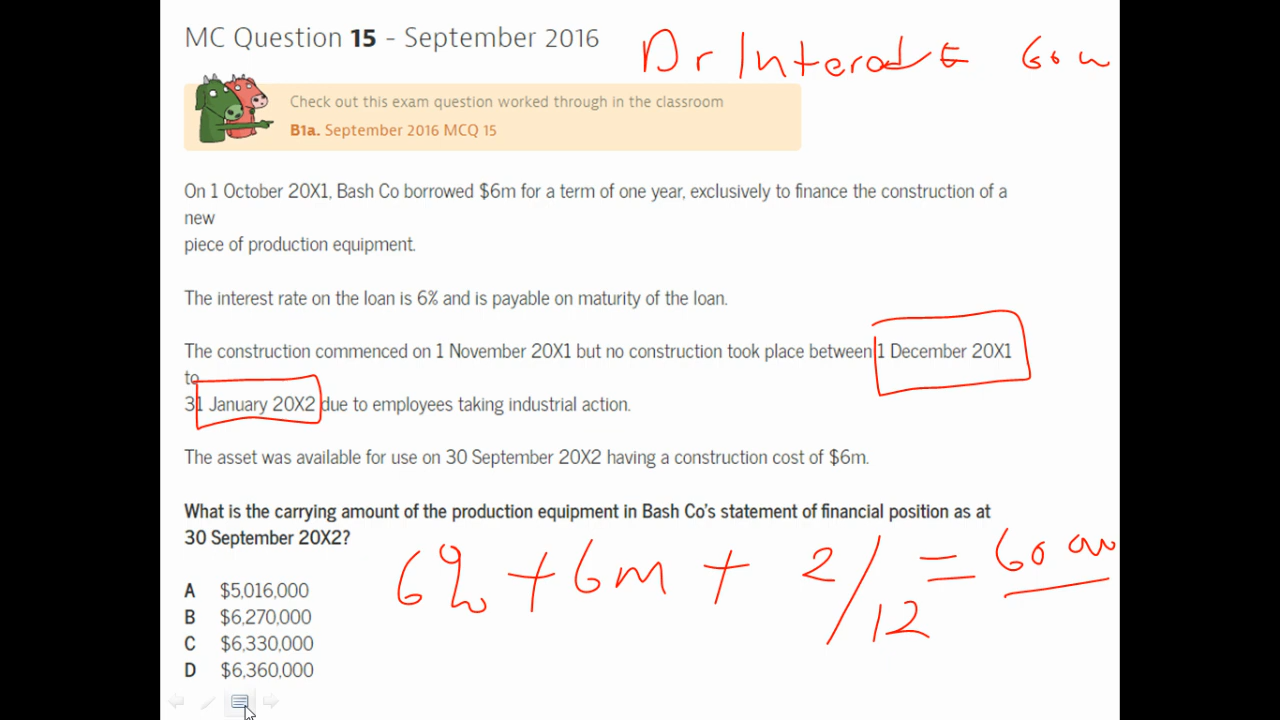 MC Question 15 - September 2016
Dr Interest 60
Check out this exam question worked through in the classroom
B1a. September 2016 MCQ 15
On 1 October 20X1, Bash Co borrowed $6m for a term of one year, exclusively to finance the construction of a
new
piece of production equipment.
The interest rate on the loan is 6% and is payable on maturity of the loan.
The construction commenced on 1 November 20X1 but no construction took place between 1 December 20X1
to
31 January 20X2 due to employees taking industrial action.
The asset was available for use on 30 September 20X2 having a construction cost of $6m.
What is the carrying amount of the production equipment in Bash Co's statement of financial position as at
30 September 20X2?
6% + 6m + 2/12 = 60
A $5,016,000
B $6,270,000
C $6,330,000
D $6,360,000